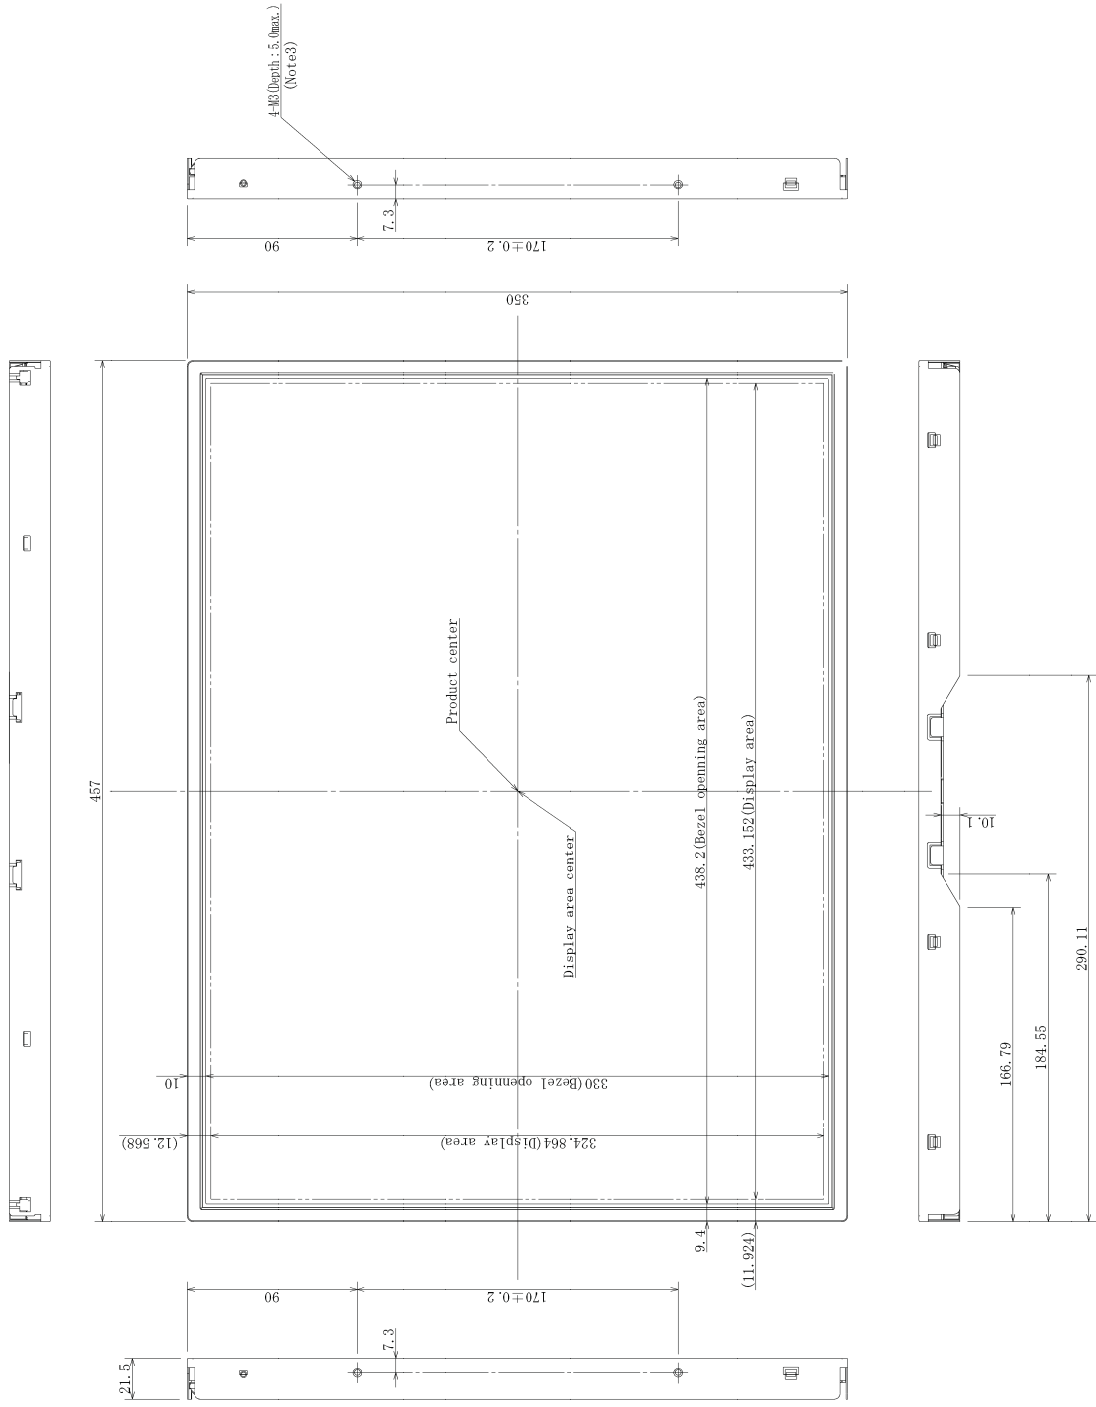 4-M3(Depth:5.0max.)
(Note3)
7.3
90
170±0.2
350
457
Product center
Display area center
438.2(Bezel openning area)
433.152(Display area)
10.1
290.11
184.55
166.79
10
330(Bezel openning area)
(12.568)
324.864(Display area)
9.4
(11.924)
90
170±0.2
7.3
21.5